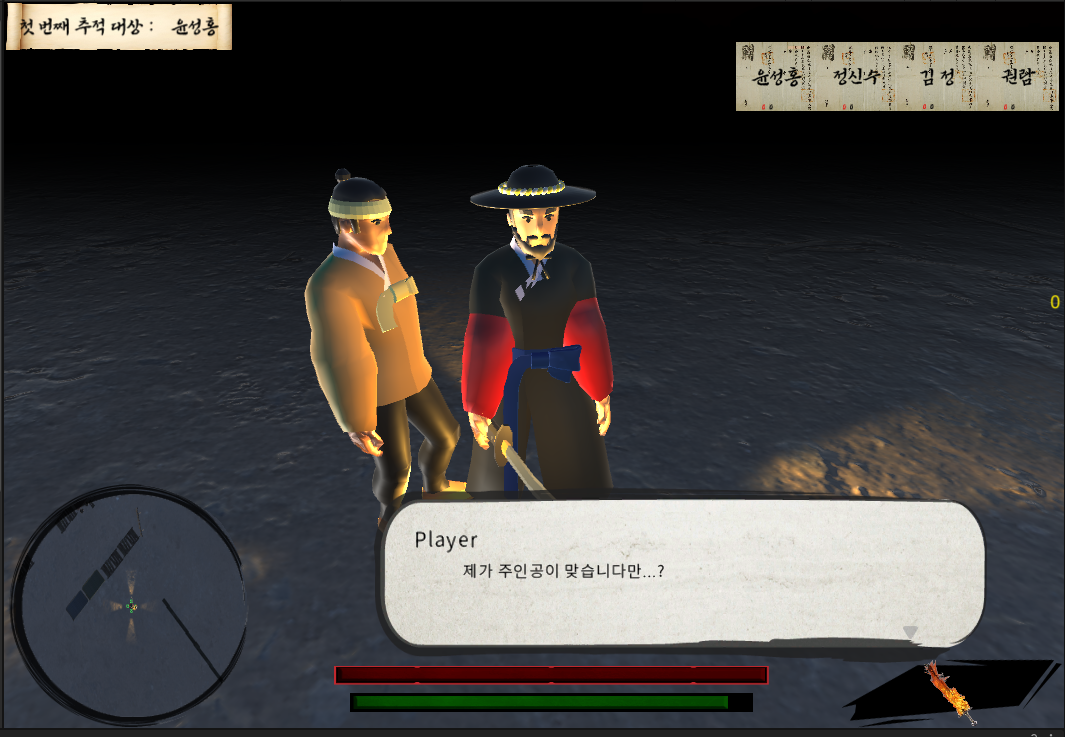 첫 번째 추적 대상 : 윤성홍
윤성홍 정신수 김정 권람
0
Player
제가 주인공이 맞습니다만...?